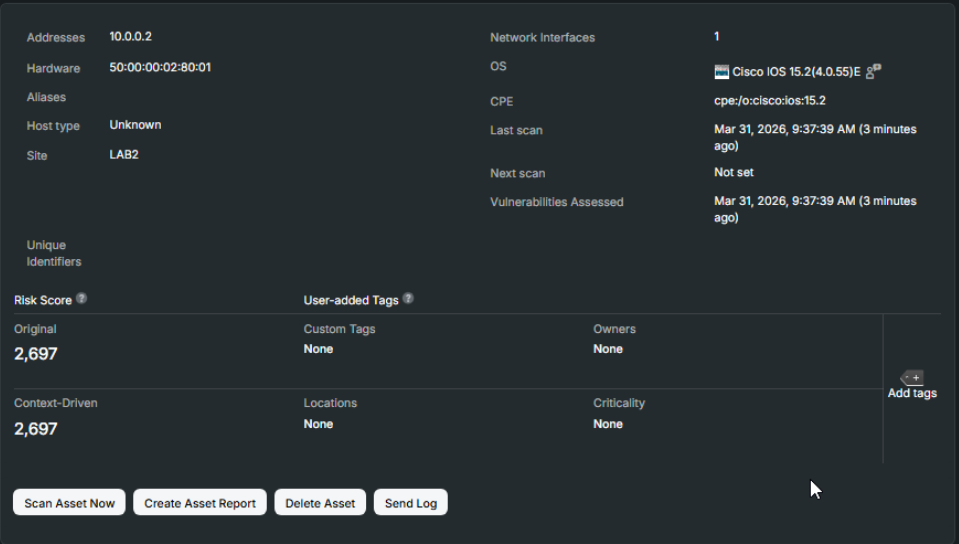 Addresses 10.0.0.2
Hardware 50:00:00:02:80:01
Aliases
Host type Unknown
Site LAB2
Network Interfaces 1
OS Cisco IOS 15.2(4.0.55)E
CPE cpe:/o:cisco:ios:15.2
Last scan Mar 31, 2026, 9:37:39 AM (3 minutes
ago)
Next scan Not set
Vulnerabilities Assessed Mar 31, 2026, 9:37:39 AM (3 minutes
ago)
Unique
Identifiers
Risk Score ? User-added Tags ?
Original Custom Tags Owners
2,697 None None
Context-Driven Locations Criticality
2,697 None None
Add tags
Scan Asset Now Create Asset Report Delete Asset Send Log